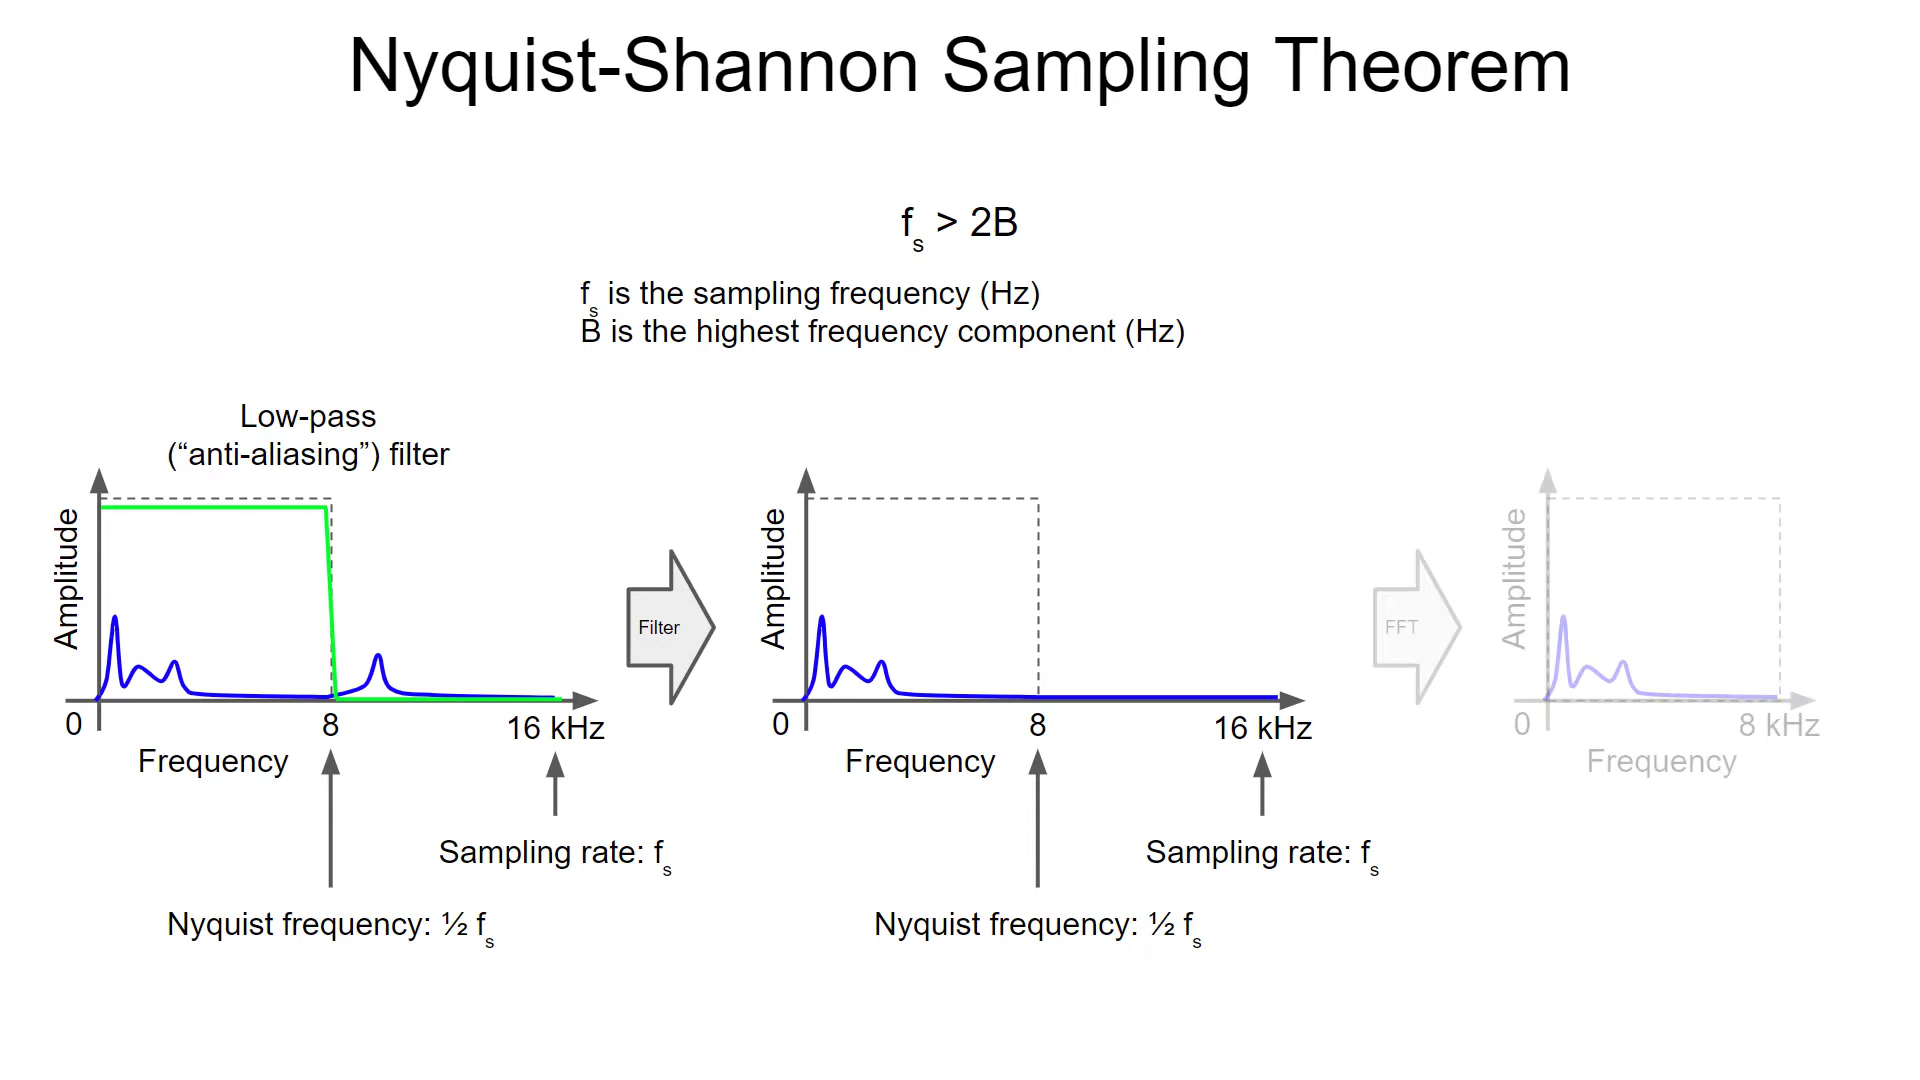 Nyquist-Shannon Sampling Theorem
fs > 2B
fs is the sampling frequency (Hz)
B is the highest frequency component (Hz)
Low-pass
(“anti-aliasing”) filter
Amplitude
0
8
16 kHz
Frequency
Sampling rate: fs
Nyquist frequency: ½ fs
Filter
Amplitude
0
8
16 kHz
Frequency
Sampling rate: fs
Nyquist frequency: ½ fs
FFT
Amplitude
0
8 kHz
Frequency